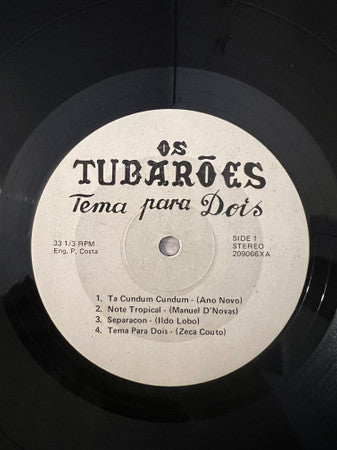 OS
TUBARÕES
Tema para Dois
33 1/3 RPM
Eng. P. Costa
SIDE 1
STEREO
209066XA
1. Ta Cundum Cundum - (Ano Novo)
2. Note Tropical - (Manuel D'Novas)
3. Separacon - (Ildo Lobo)
4. Tema Para Dois - (Zeca Couto)